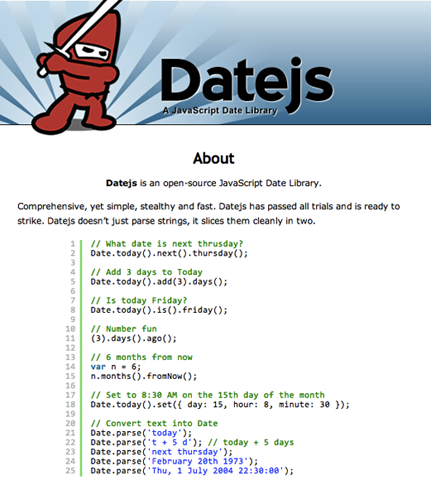 Datejs
A JavaScript Date Library
About
Datejs is an open-source JavaScript Date Library.
Comprehensive, yet simple, stealthy and fast. Datejs has passed all trials and is ready to
strike. Datejs doesn't just parse strings, it slices them cleanly in two.
1 // What date is next thrusday?
2 Date.today().next().thursday();
3
4 // Add 3 days to Today
5 Date.today().add(3).days();
6
7 // Is today Friday?
8 Date.today().is().friday();
9
10 // Number fun
11 (3).days().ago();
12
13 // 6 months from now
14 var n = 6;
15 n.months().fromNow();
16
17 // Set to 8:30 AM on the 15th day of the month
18 Date.today().set({ day: 15, hour: 8, minute: 30 });
19
20 // Convert text into Date
21 Date.parse('today');
22 Date.parse('t + 5 d'); // today + 5 days
23 Date.parse('next thursday');
24 Date.parse('February 20th 1973');
25 Date.parse('Thu, 1 July 2004 22:30:00');